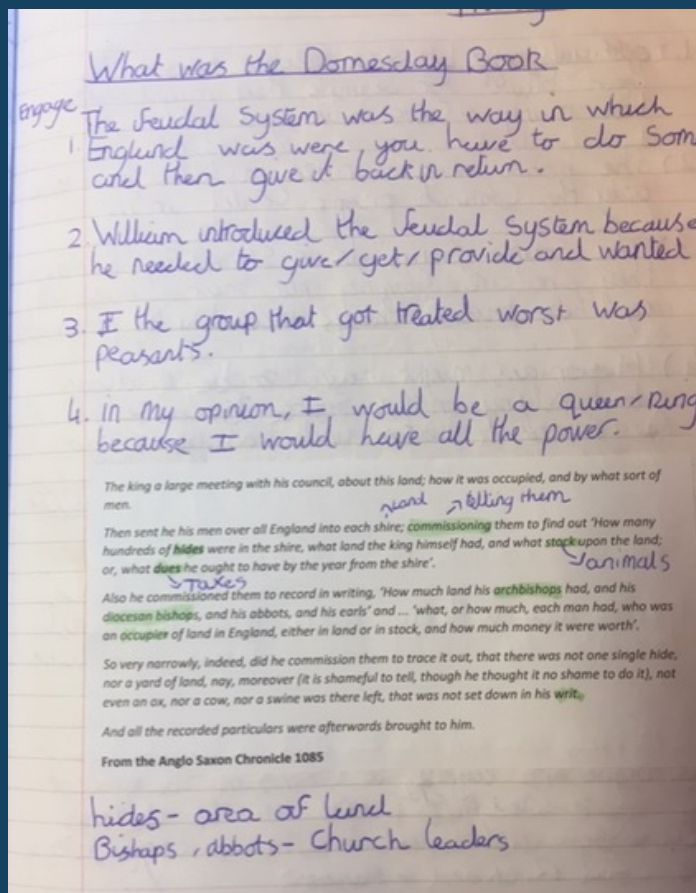 What was the Domesday Book
Engage
The feudal System was the way in which
1. England was were, you have to do Som
and then give it back in return.
2. William introduced the feudal System because
he needed to give/get/provide and wanted
3. I the group that got treated worst was
peasants.
4. in my opinion, I would be a queen/king
because I would have all the power.
The king a large meeting with his council, about this land; how it was occupied, and by what sort of
men.
land telling them
Then sent he his men over all England into each shire; commissioning them to find out 'How many
hundreds of hides were in the shire, what land the king himself had, and what stock upon the land;
or, what dues he ought to have by the year from the shire'.
animals
Taxes
Also he commissioned them to record in writing, 'How much land his archbishops had, and his
diocesan bishops, and his abbots, and his earls' and ... 'what, or how much, each man had, who was
an occupier of land in England, either in land or in stock, and how much money it were worth'.
So very narrowly, indeed, did he commission them to trace it out, that there was not one single hide,
nor a yard of land, nay, moreover (it is shameful to tell, though he thought it no shame to do it), not
even an ox, nor a cow, nor a swine was there left, that was not set down in his writ.
And all the recorded particulars were afterwards brought to him.
From the Anglo Saxon Chronicle 1085
hides - area of land
Bishaps, abbots - Church leaders